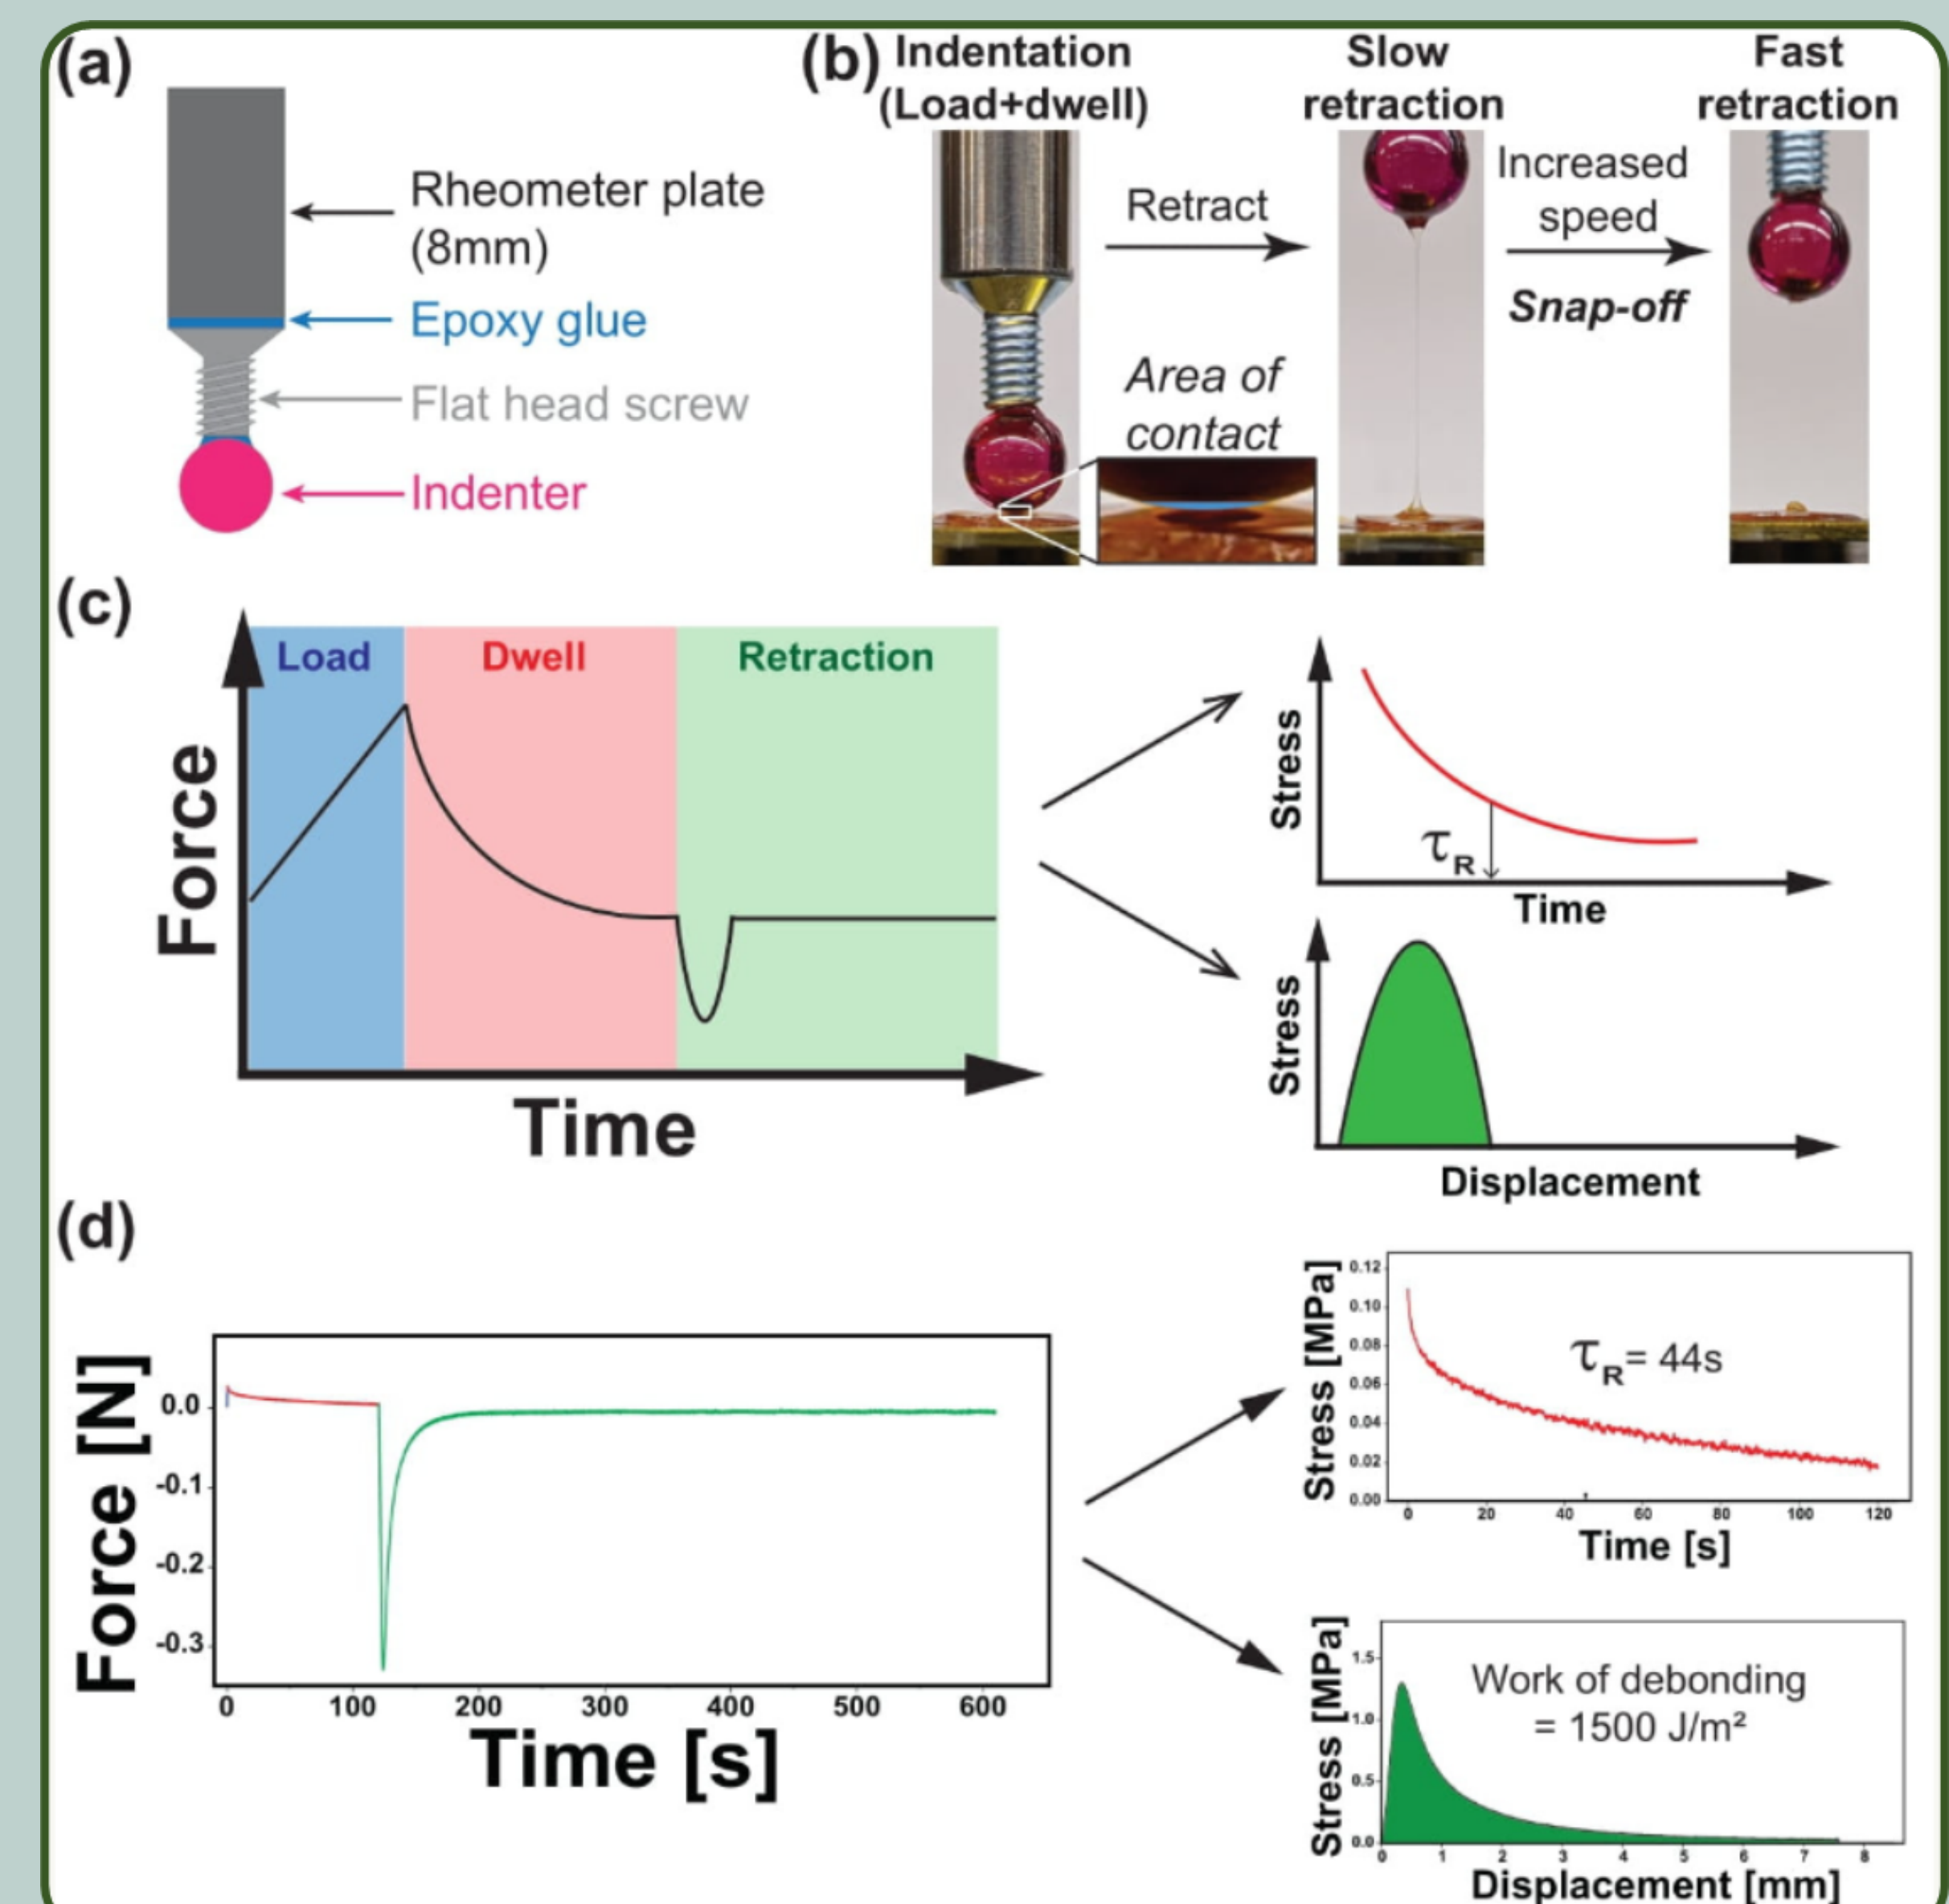 (a)
Rheometer plate
(8mm)
Epoxy glue
Flat head screw
Indenter
(b)
Indentation
(Load+dwell)
Retract
Area of
contact
Slow
retraction
Increased
speed
Snap-off
Fast
retraction
(c)
Load
Dwell
Retraction
Force
Time
Stress
τR
Time
Stress
Displacement
(d)
Force [N]
0.0
-0.1
-0.2
-0.3
0 100 200 300 400 500 600
Time [s]
Stress [MPa]
0.12
0.10
0.08
0.06
0.04
0.02
0.00
τR= 44s
0 20 40 60 80 100 120
Time [s]
Stress [MPa]
1.5
1.0
0.5
0.0
Work of debonding
= 1500 J/m²
0 1 2 3 4 5 6 7 8
Displacement [mm]